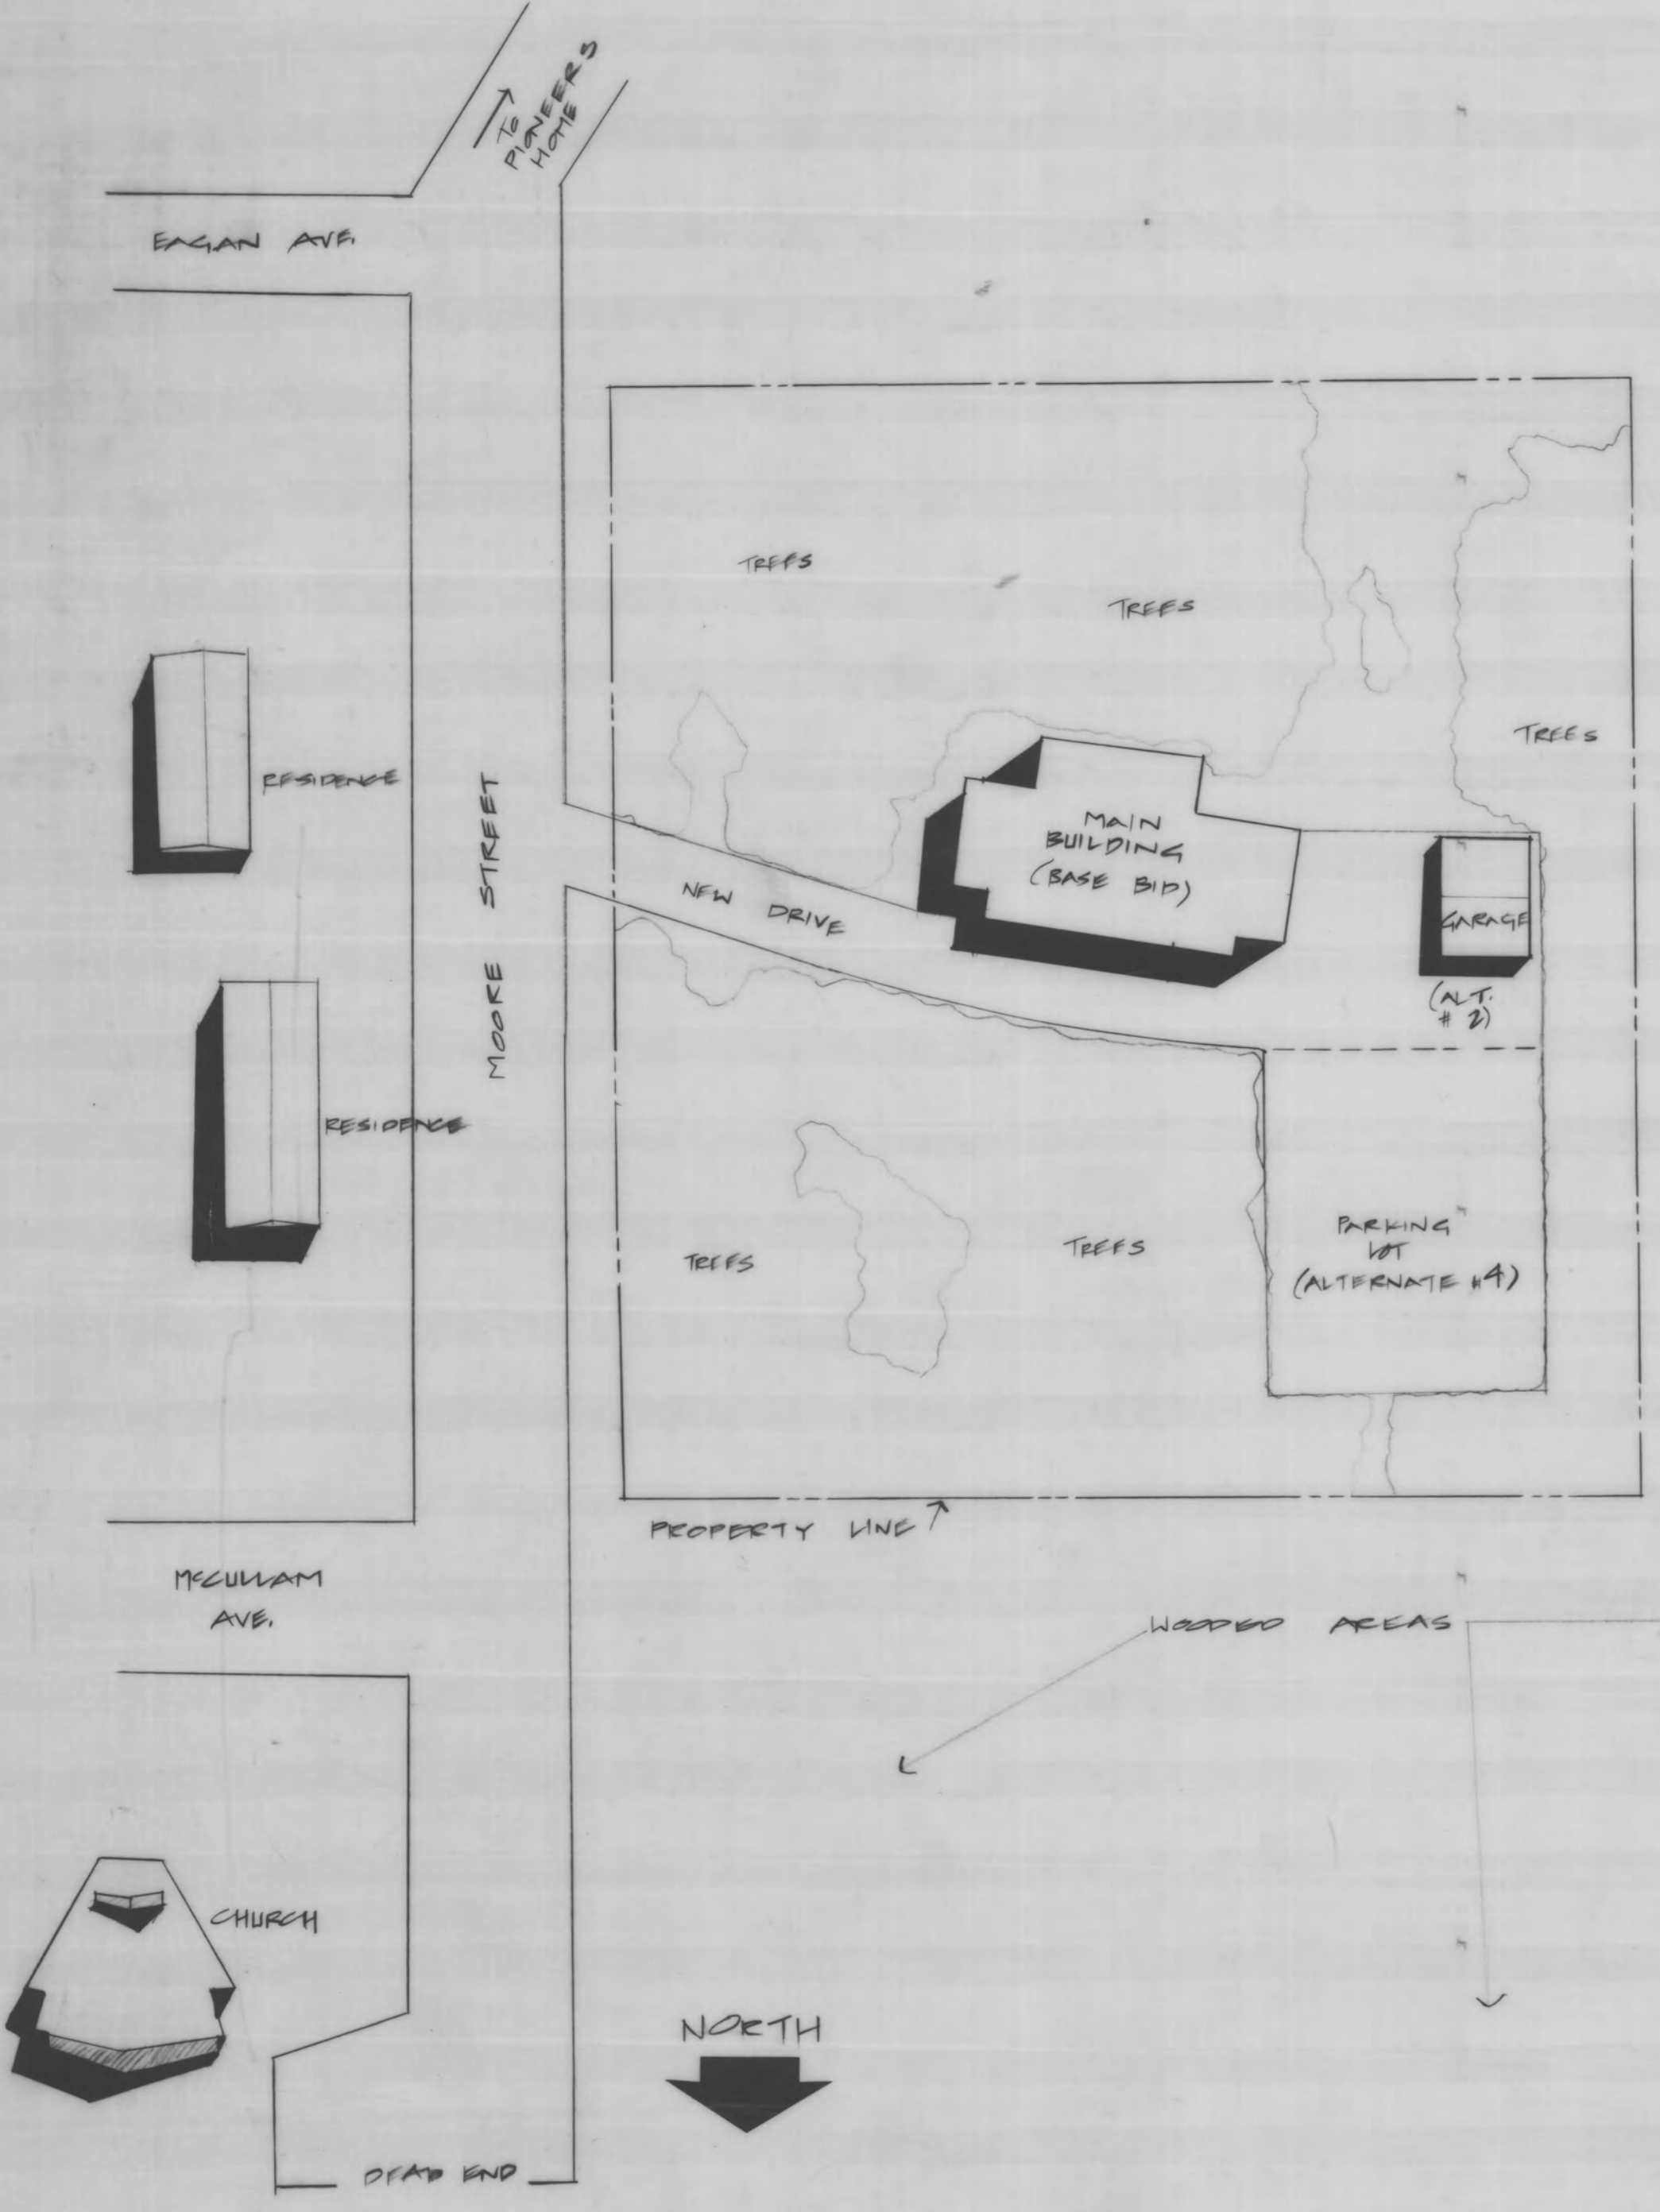 TO
PIONEERS
HOME
EAGAN AVE.
TREES
TREES
TREES
RESIDENCE
MOORE STREET
MAIN
BUILDING
(BASE BID)
NEW DRIVE
GARAGE
(ALT.
# 2)
RESIDENCE
PARKING
LOT
(ALTERNATE #4)
TREES
TREES
PROPERTY LINE
McCULLAM
AVE.
WOODED AREAS
CHURCH
NORTH
DEAD END